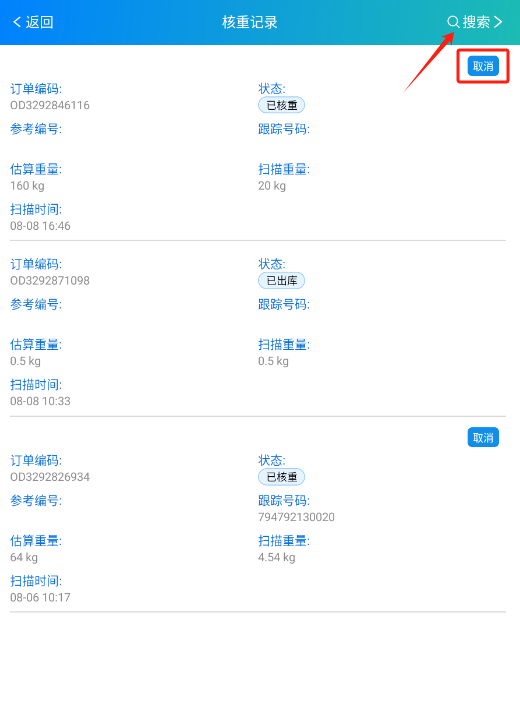 返回
核重记录
搜索
取消
订单编码:
状态:
OD3292846116
已核重
参考编号:
跟踪号码:
估算重量:
扫描重量:
160 kg
20 kg
扫描时间:
08-08 16:46
订单编码:
状态:
OD3292871098
已出库
参考编号:
跟踪号码:
估算重量:
扫描重量:
0.5 kg
0.5 kg
扫描时间:
08-08 10:33
取消
订单编码:
状态:
OD3292826934
已核重
参考编号:
跟踪号码:
794792130020
估算重量:
扫描重量:
64 kg
4.54 kg
扫描时间:
08-06 10:17